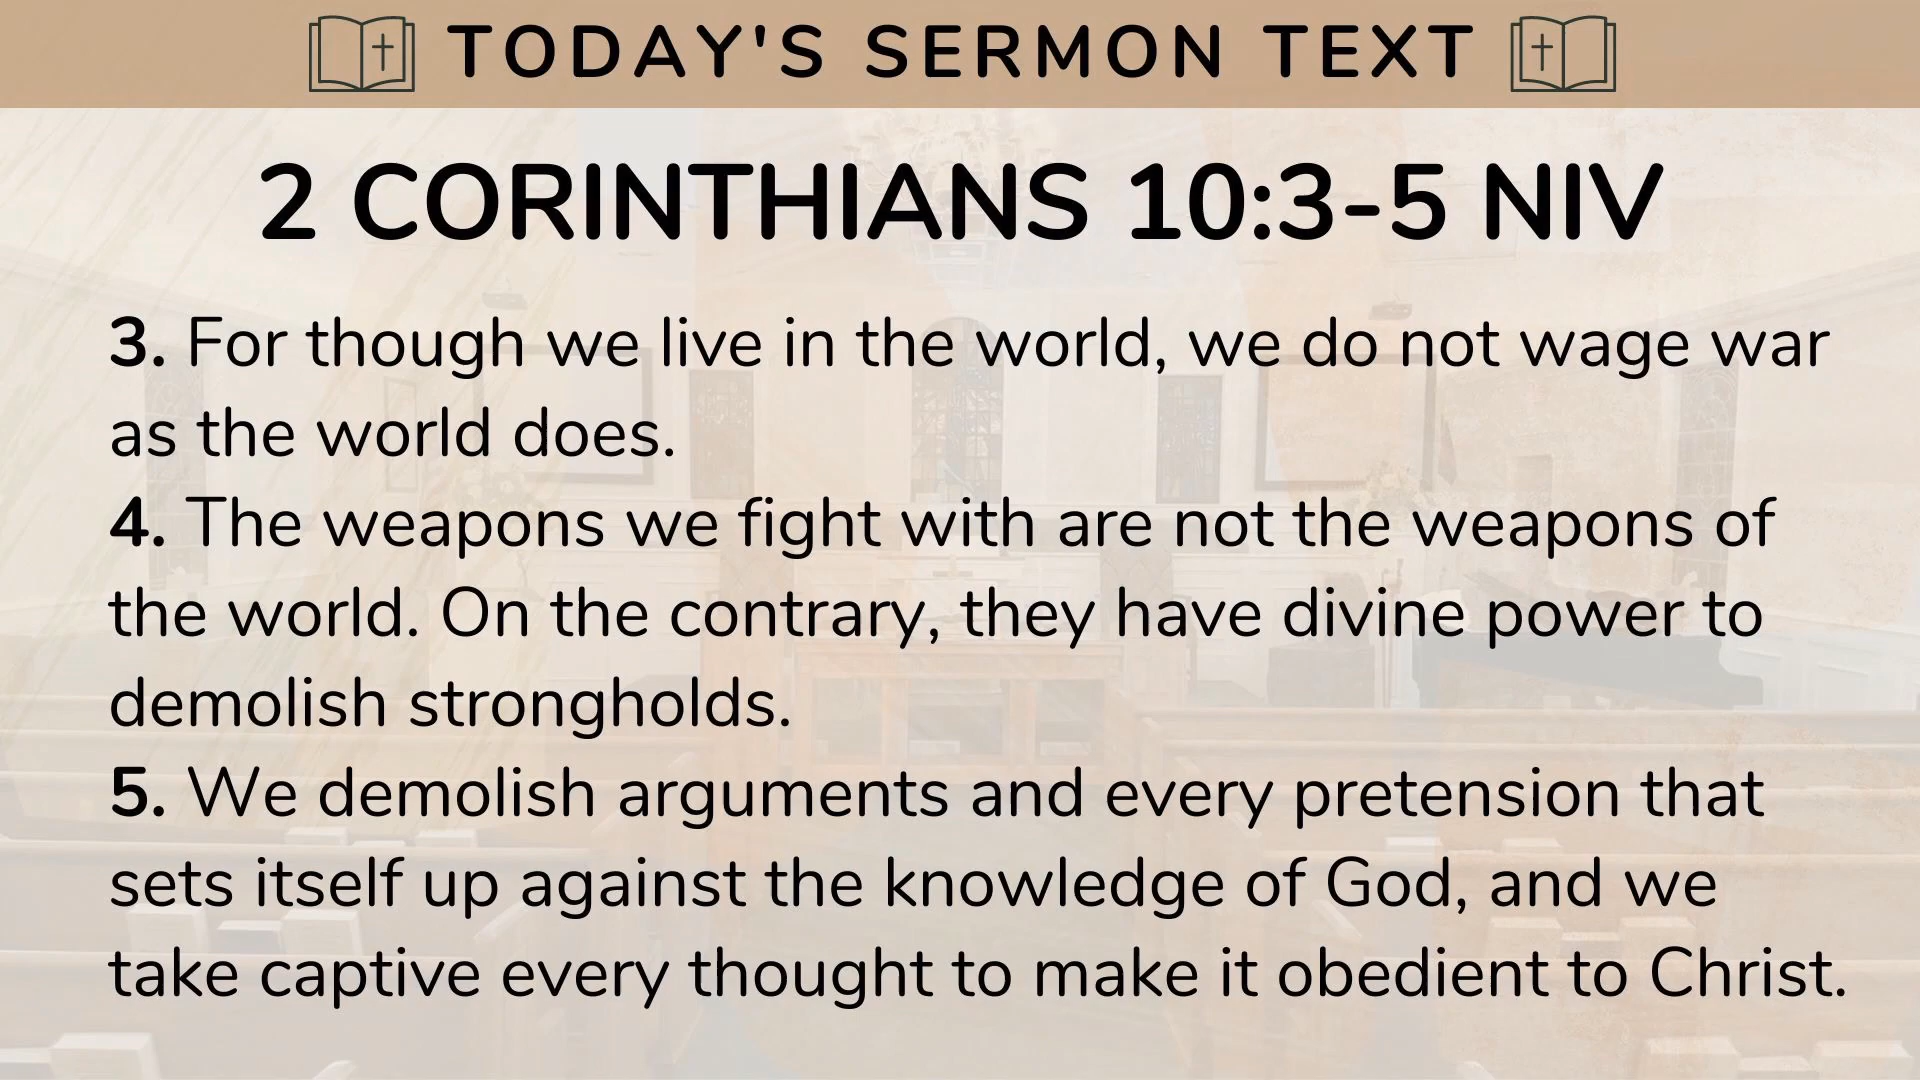 TODAY'S SERMON TEXT
2 CORINTHIANS 10:3-5 NIV
3. For though we live in the world, we do not wage war
as the world does.
4. The weapons we fight with are not the weapons of
the world. On the contrary, they have divine power to
demolish strongholds.
5. We demolish arguments and every pretension that
sets itself up against the knowledge of God, and we
take captive every thought to make it obedient to Christ.